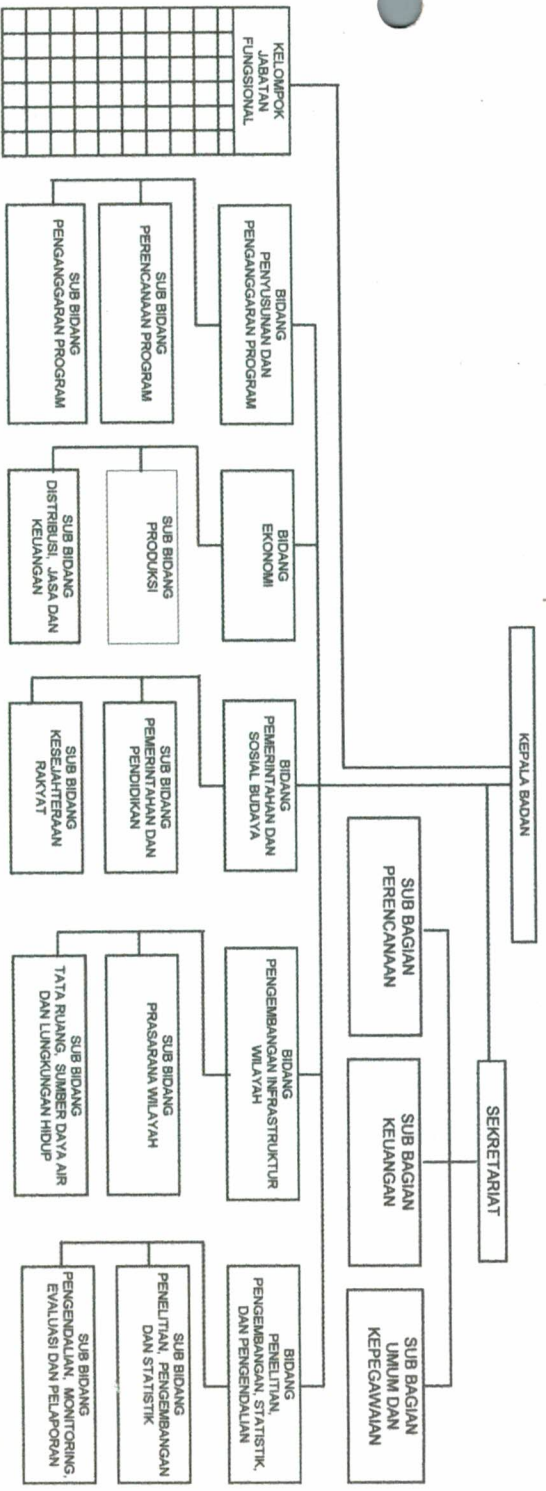 KEPALA BADAN
SEKRETARIAT
SUB BAGIAN
PERENCANAAN
SUB BAGIAN
KEUANGAN
SUB BAGIAN
UMUM DAN
KEPEGAWAIAN
KELOMPOK
JABATAN
FUNGSIONAL
BIDANG
PENYUSUNAN DAN
PENGANGGARAN PROGRAM
SUB BIDANG
PERENCANAAN PROGRAM
SUB BIDANG
PENGANGGARAN PROGRAM
BIDANG
EKONOMI
SUB BIDANG
PRODUKSI
SUB BIDANG
DISTRIBUSI, JASA DAN
KEUANGAN
BIDANG
PEMERINTAHAN DAN
SOSIAL BUDAYA
SUB BIDANG
PEMERINTAHAN DAN
PENDIDIKAN
SUB BIDANG
KESEJAHTERAAN
RAKYAT
BIDANG
PENGEMBANGAN INFRASTRUKTUR
WILAYAH
SUB BIDANG
PRASARANA WILAYAH
SUB BIDANG
TATA RUANG, SUMBER DAYA AIR
DAN LUNGKUNGAN HIDUP
BIDANG
PENELITIAN,
PENGEMBANGAN, STATISTIK,
DAN PENGENDALIAN
SUB BIDANG
PENELITIAN, PENGEMBANGAN
DAN STATISTIK
SUB BIDANG
PENGENDALIAN, MONITORING,
EVALUASI DAN PELAPORAN